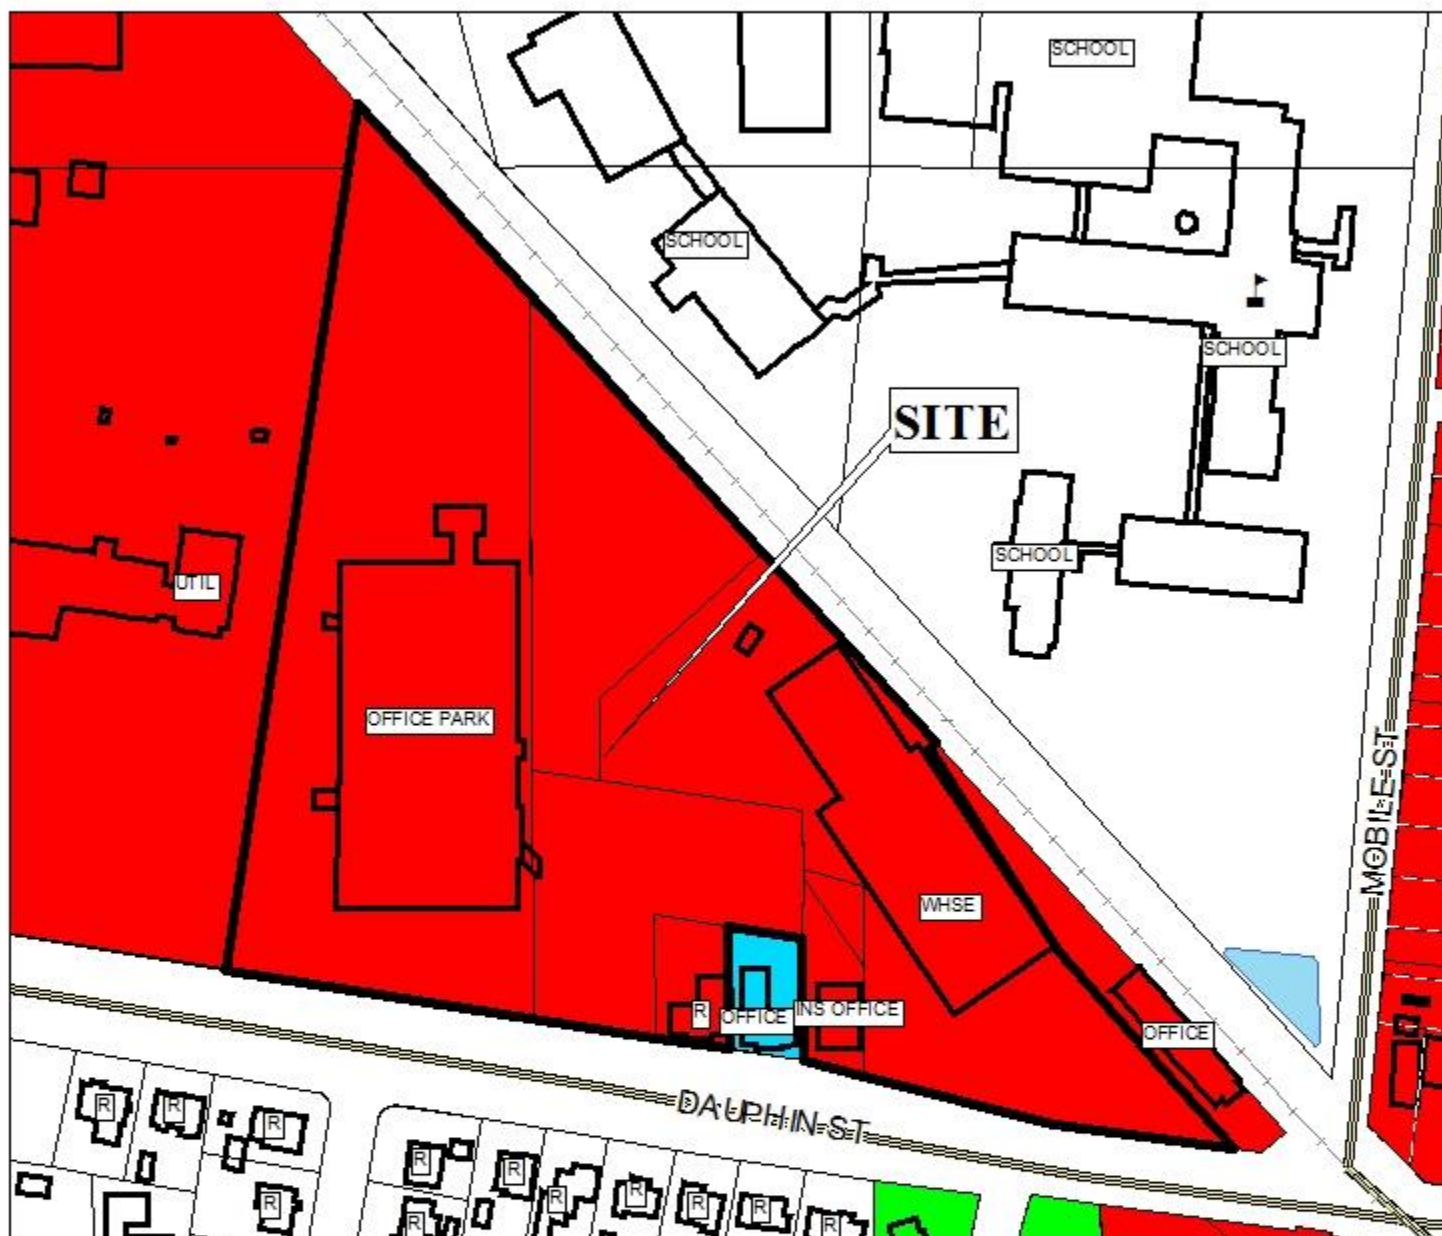 SCHOOL
SCHOOL
SCHOOL
SITE
SCHOOL
UTIL
OFFICE PARK
MOBILE ST
WHSE
R
OFFICE
INS OFFICE
OFFICE
DAUPHIN ST
R
R
R
R
R
R
R
R
R
R
R
R